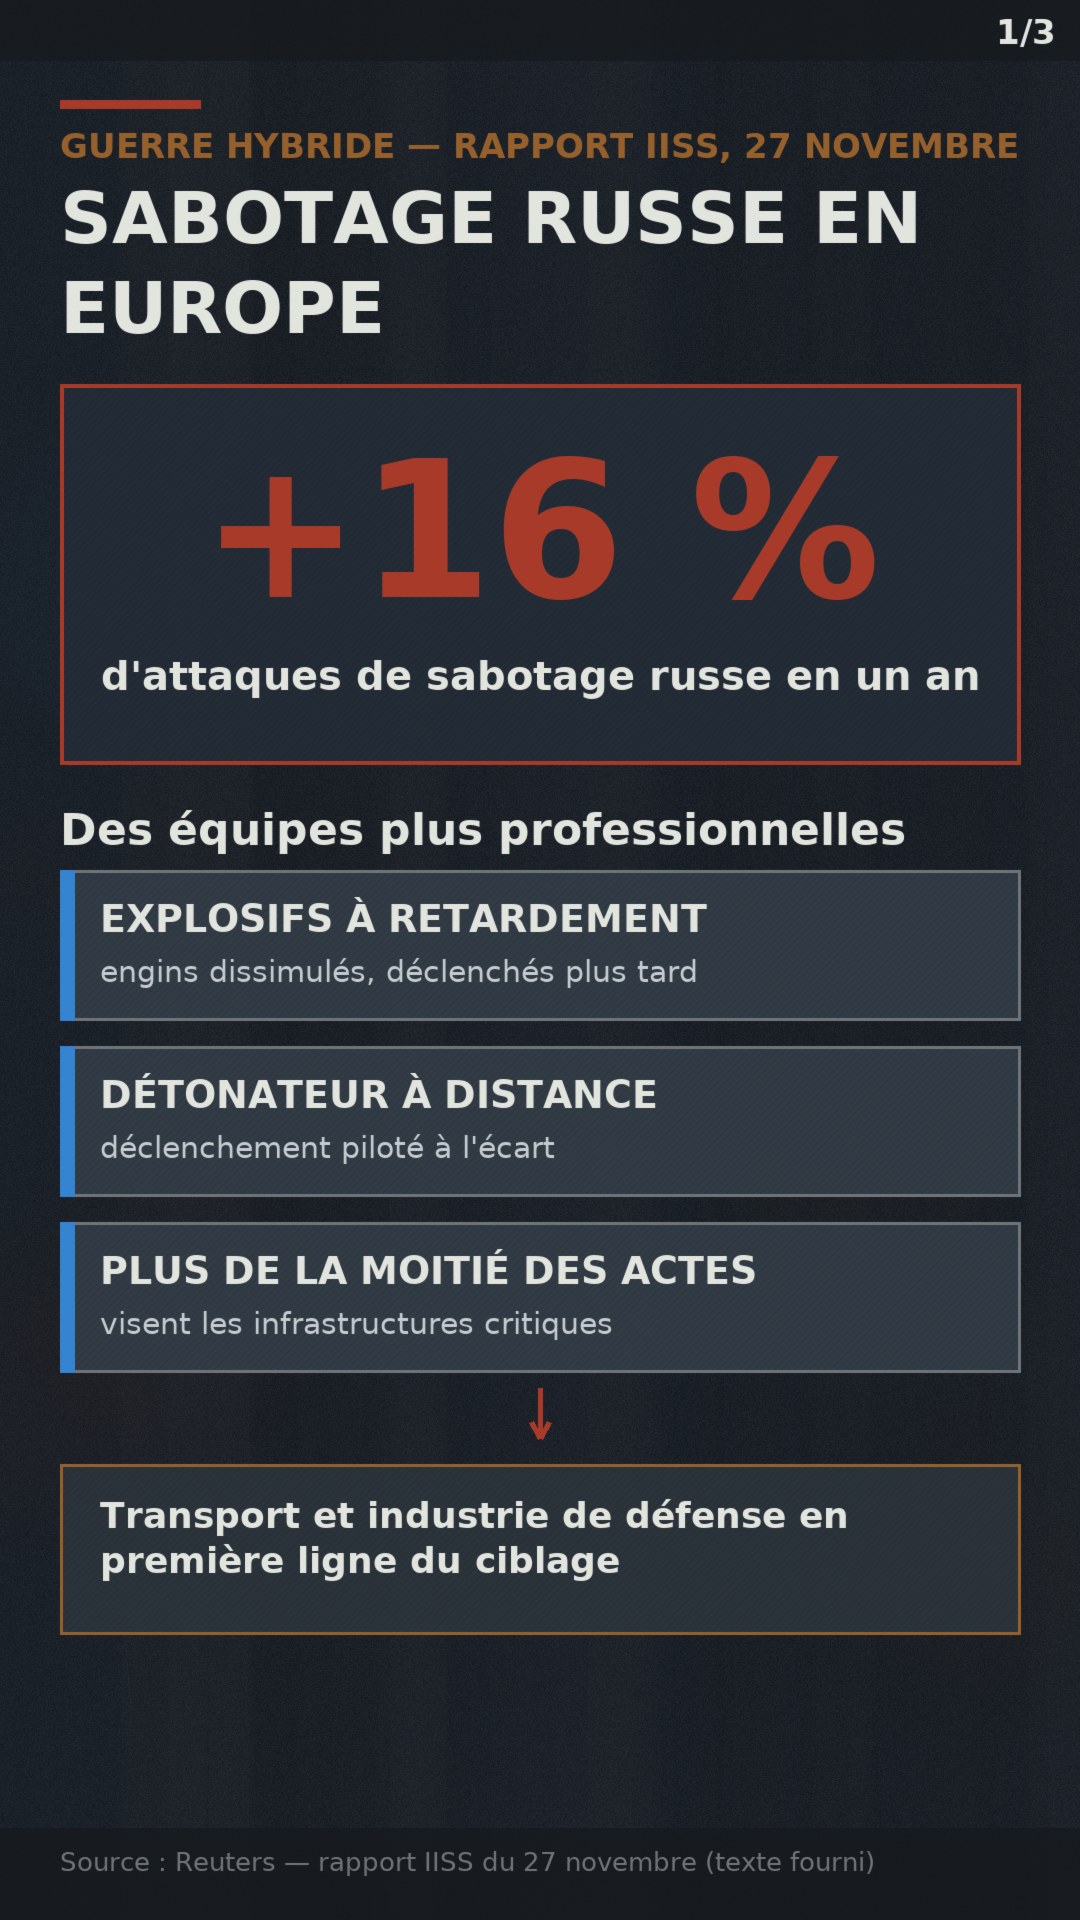 1/3
GUERRE HYBRIDE — RAPPORT IISS, 27 NOVEMBRE
SABOTAGE RUSSE EN
EUROPE
+16 %
d'attaques de sabotage russe en un an
Des équipes plus professionnelles
EXPLOSIFS À RETARDEMENT
engins dissimulés, déclenchés plus tard
DÉTONATEUR À DISTANCE
déclenchement piloté à l'écart
PLUS DE LA MOITIÉ DES ACTES
visent les infrastructures critiques
Transport et industrie de défense en
première ligne du ciblage
Source : Reuters — rapport IISS du 27 novembre (texte fourni)